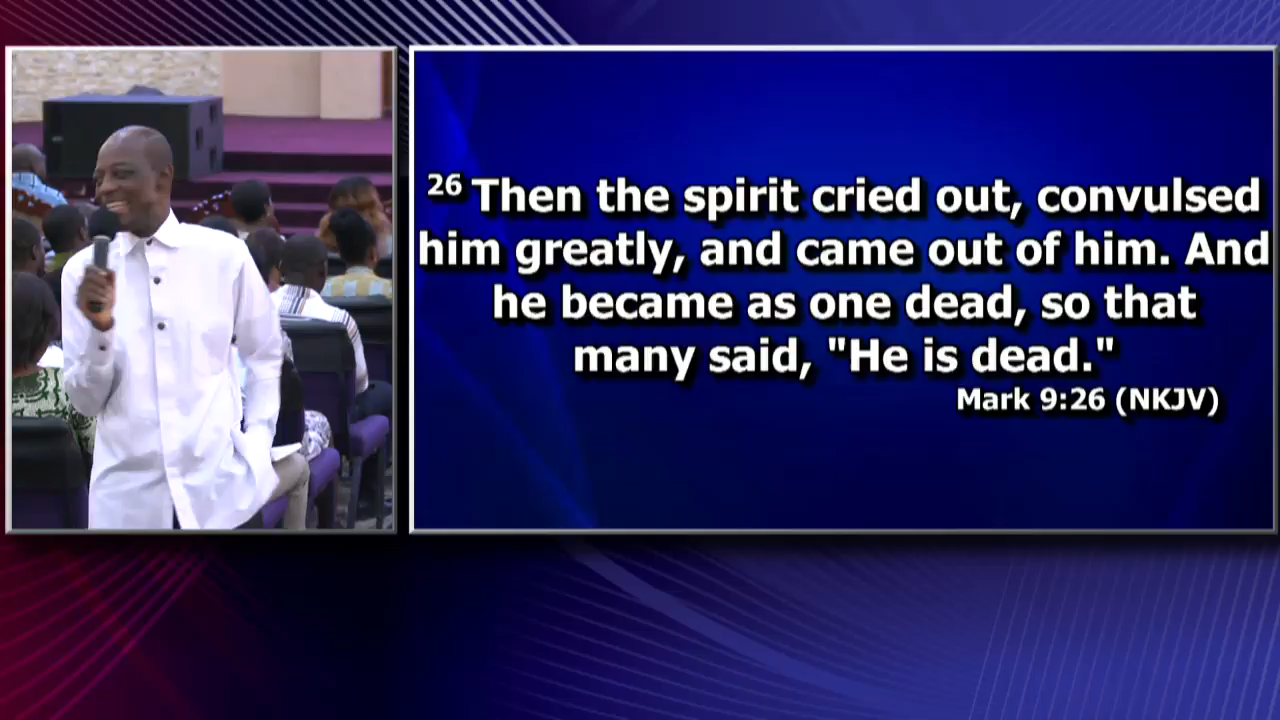 26 Then the spirit cried out, convulsed
him greatly, and came out of him. And
he became as one dead, so that
many said, "He is dead."
Mark 9:26 (NKJV)